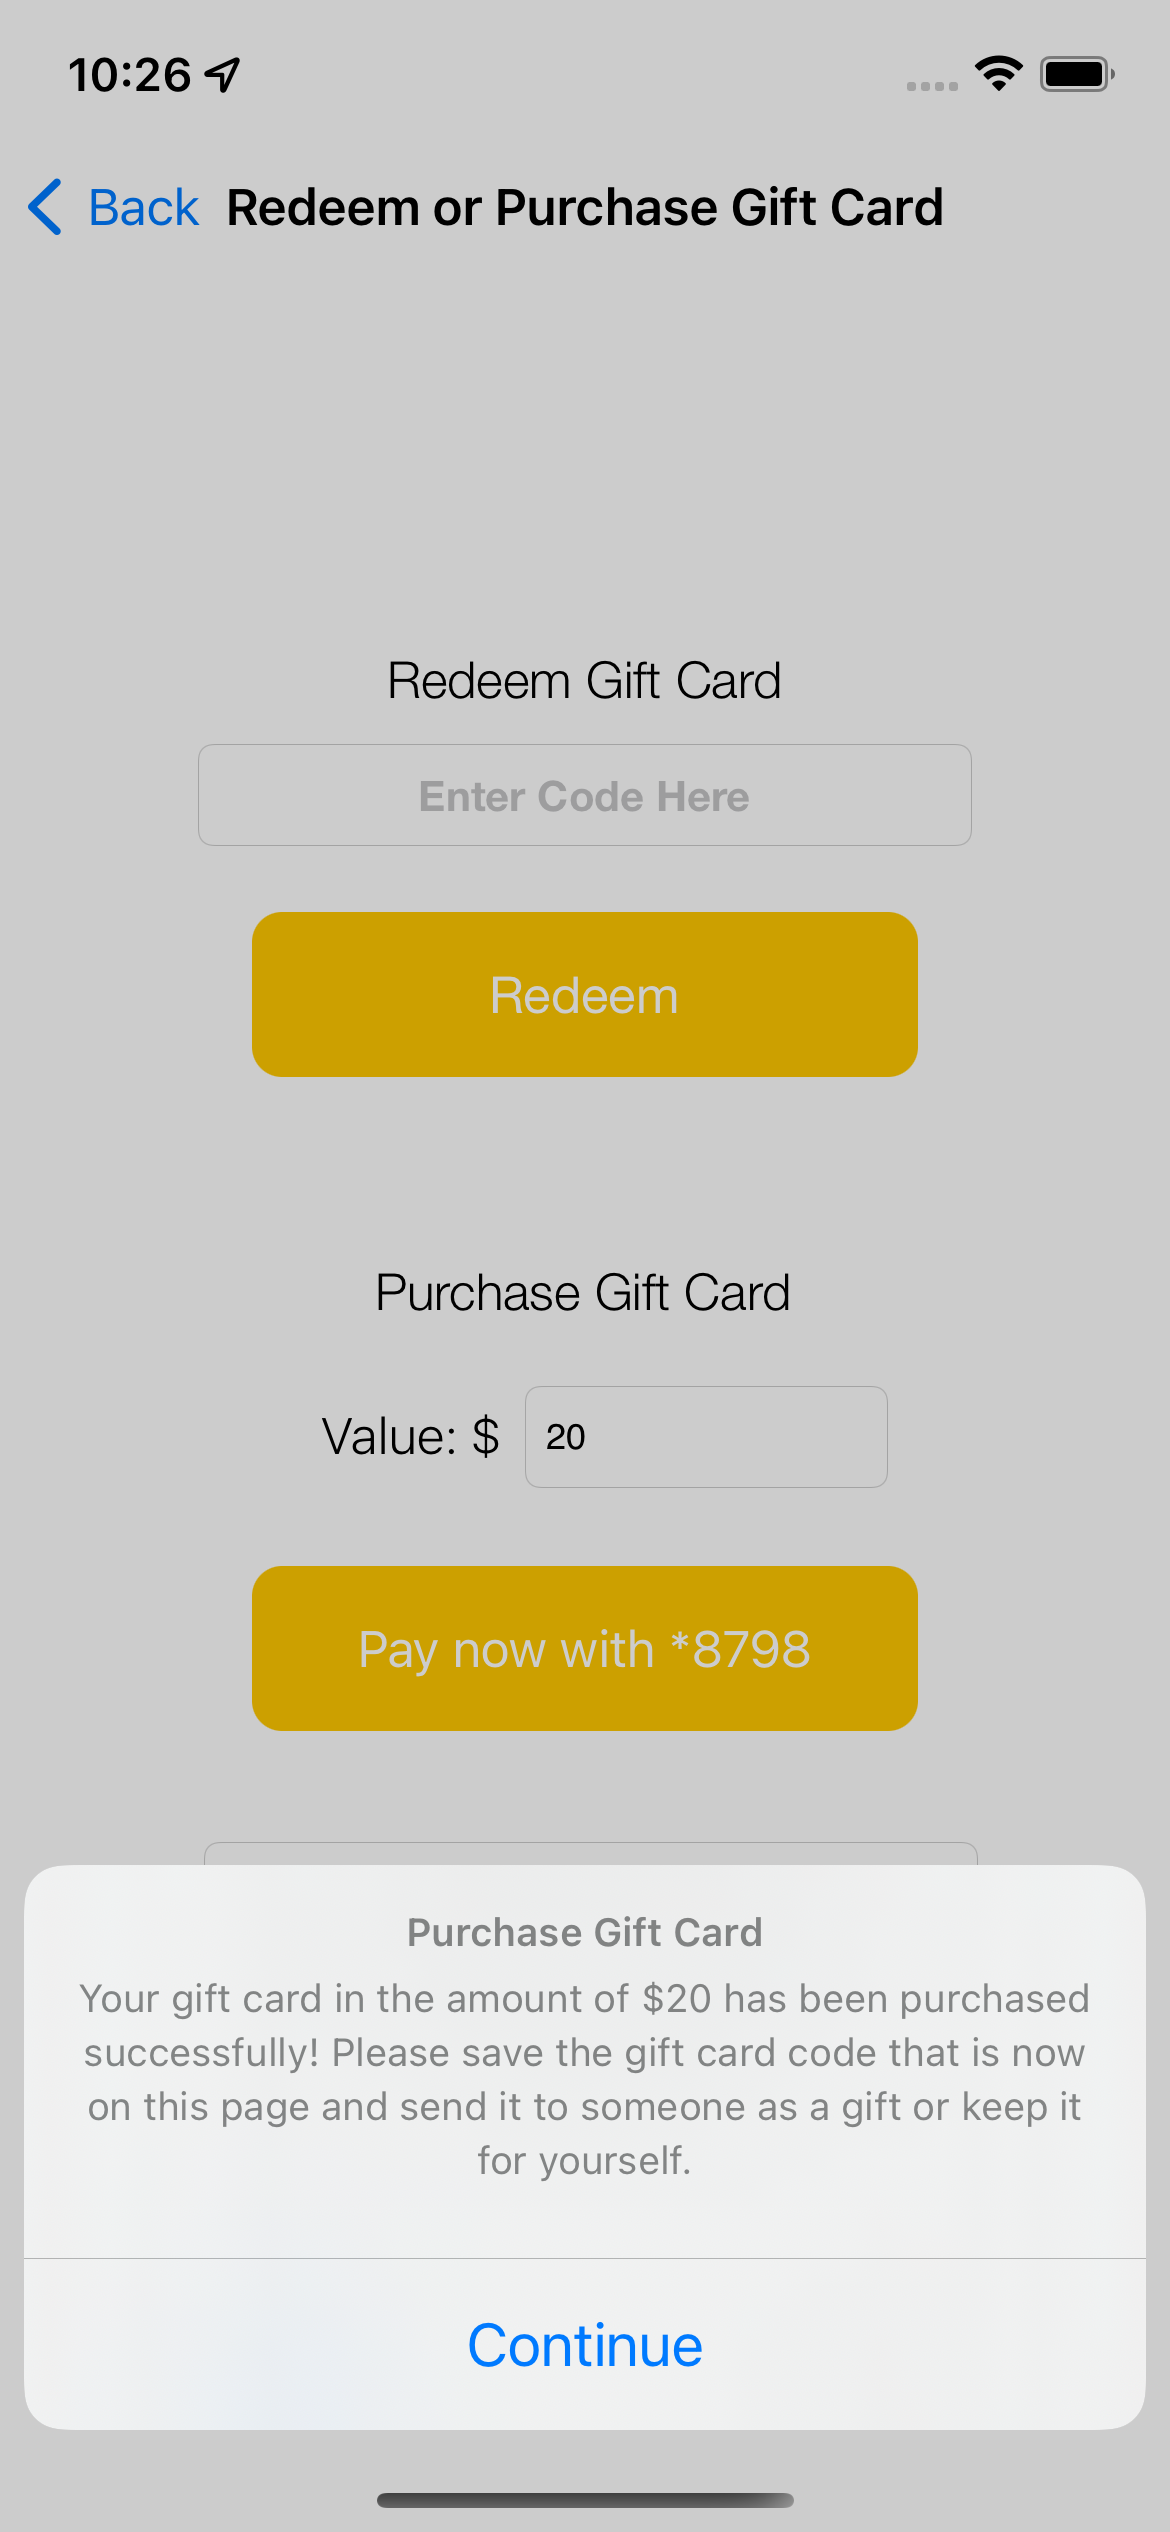 10:26
Back Redeem or Purchase Gift Card
Redeem Gift Card
Enter Code Here
Redeem
Purchase Gift Card
Value: $ 20
Pay now with *8798
Purchase Gift Card
Your gift card in the amount of $20 has been purchased
successfully! Please save the gift card code that is now
on this page and send it to someone as a gift or keep it
for yourself.
Continue